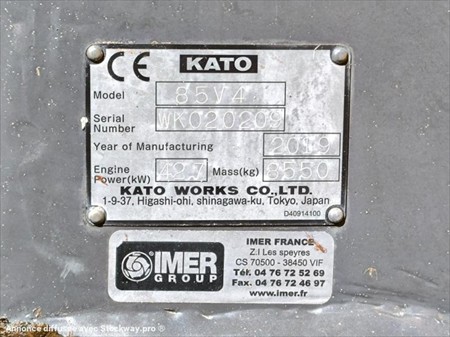 CE KATO
Model 85V4
Serial
Number WK020209
Year of Manufacturing 2019
Engine
Power(kW) Mass(kg)
KATO WORKS CO.,LTD.
1-9-37, Higashi-ohi, shinagawa-ku, Tokyo, Japan
D40914100
IMER
GROUP
IMER FRANCE
Z.I Les speyres
CS 70500 - 38450 VIF
Tél. 04 76 72 52 69
Fax. 04 76 72 46 97
www.imer.fr
Annonce diffusée avec Stockway.pro ®